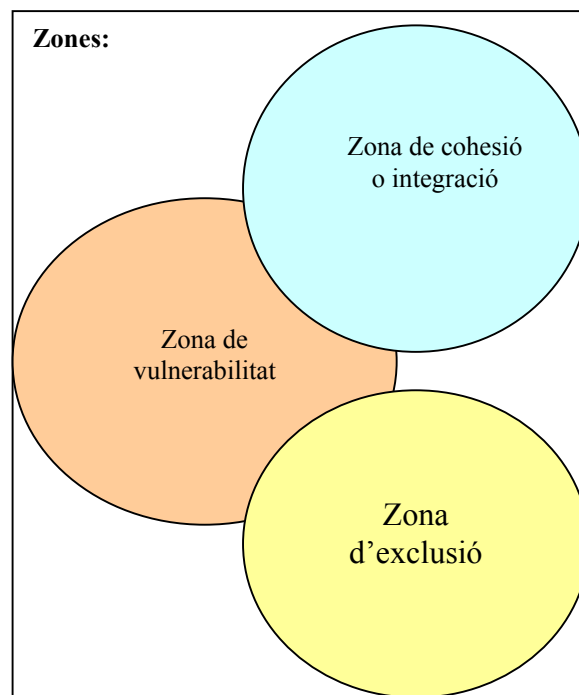 Zones:
Zona de cohesió
o integració
Zona de
vulnerabilitat
Zona
d’exclusió